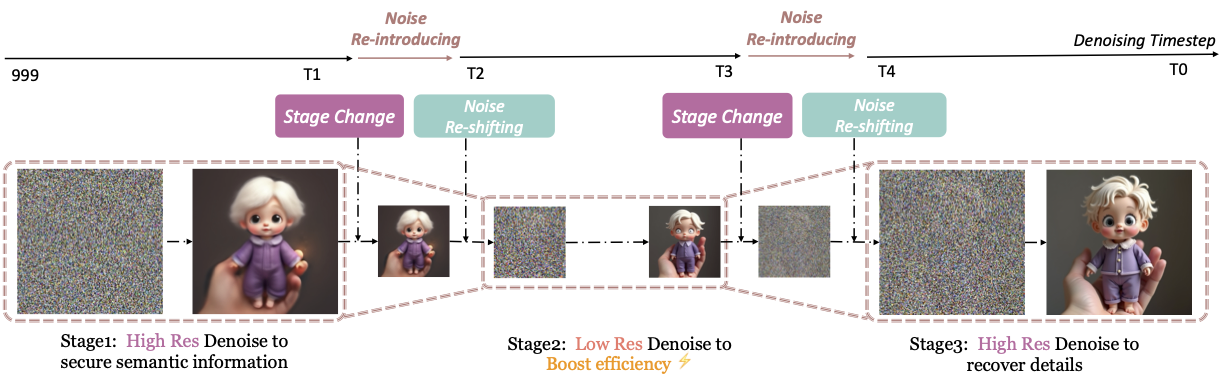 Noise
Re-introducing
Noise
Re-introducing
Denoising Timestep
999
T1
T2
T3
T4
T0
Stage Change
Noise
Re-shifting
Stage Change
Noise
Re-shifting
Stage1: High Res Denoise to
secure semantic information
Stage2: Low Res Denoise to
Boost efficiency⚡
Stage3: High Res Denoise to
recover details